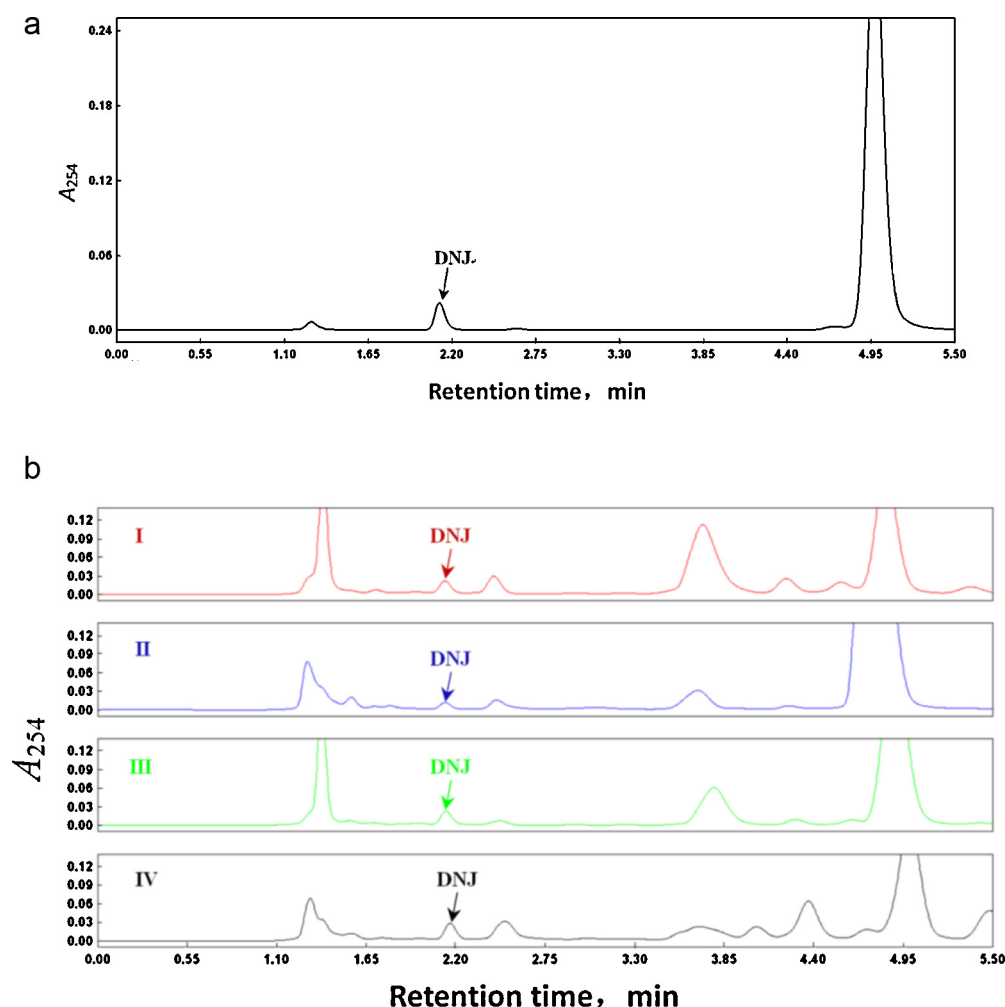 a
0.24
0.18
0.12
0.06
0.00
A254
DNJ
0.00 0.55 1.10 1.65 2.20 2.75 3.30 3.85 4.40 4.95 5.50
Retention time, min
b
0.12
0.09
0.06
0.03
0.00
I
DNJ
0.12
0.09
0.06
0.03
0.00
II
DNJ
0.12
0.09
0.06
0.03
0.00
III
DNJ
0.12
0.09
0.06
0.03
0.00
IV
DNJ
A254
0.00 0.55 1.10 1.65 2.20 2.75 3.30 3.85 4.40 4.95 5.50
Retention time, min